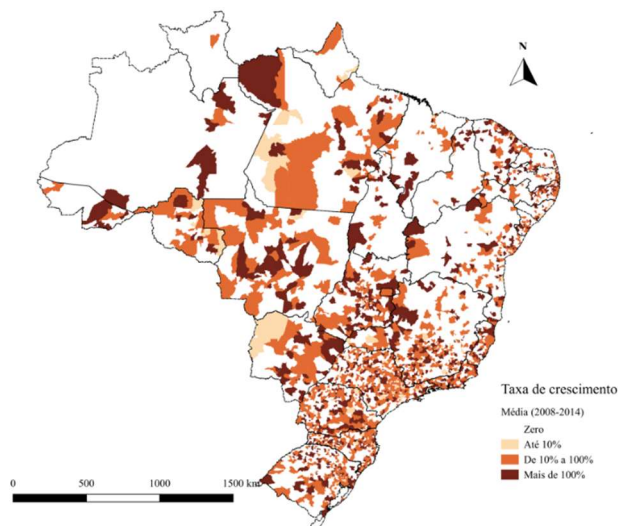 N
Taxa de crescimento
Média (2008-2014)
Zero
Até 10%
De 10% a 100%
Mais de 100%
0 500 1000 1500 km